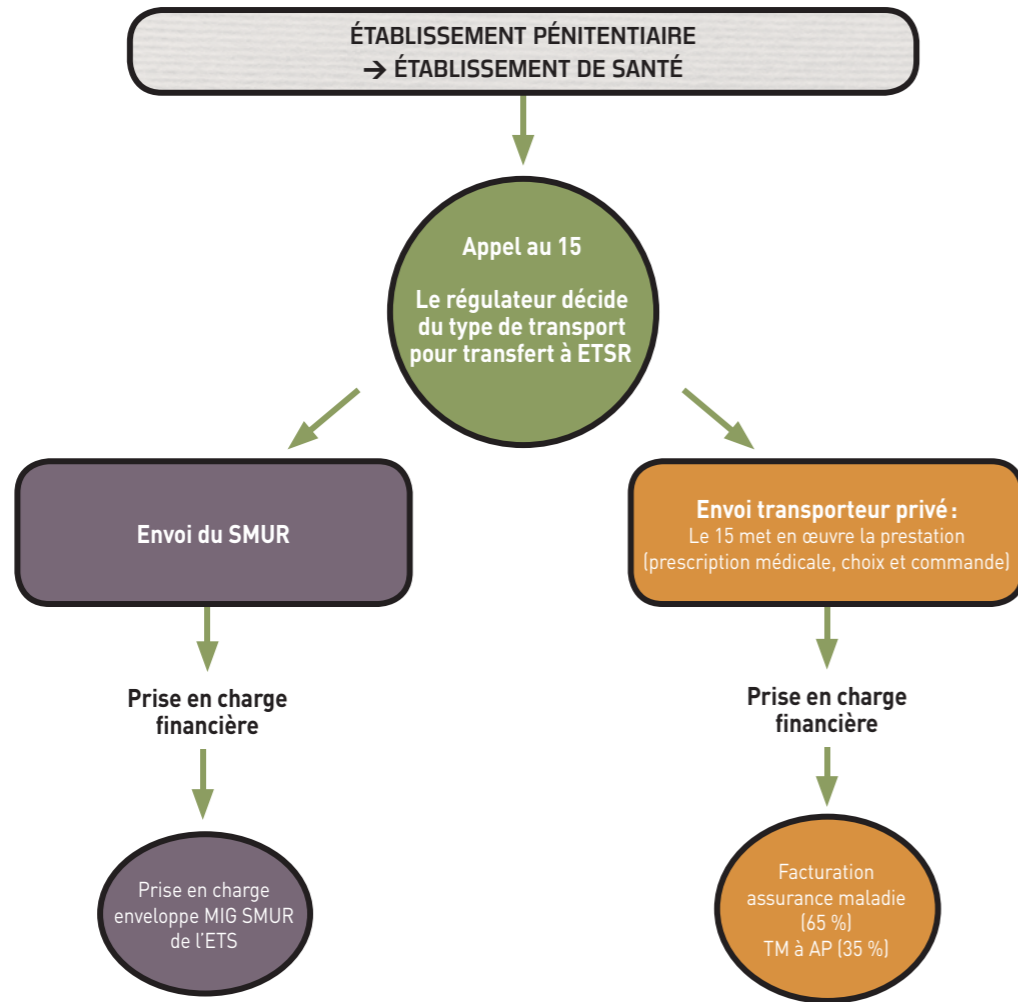 ÉTABLISSEMENT PÉNITENTIAIRE
→ ÉTABLISSEMENT DE SANTÉ
Appel au 15
Le régulateur décide
du type de transport
pour transfert à ETSR
Envoi du SMUR
Envoi transporteur privé :
Le 15 met en œuvre la prestation
(prescription médicale, choix et commande)
Prise en charge
financière
Prise en charge
financière
Prise en charge
enveloppe MIG SMUR
de l'ETS
Facturation
assurance maladie
(65 %)
TM à AP (35 %)